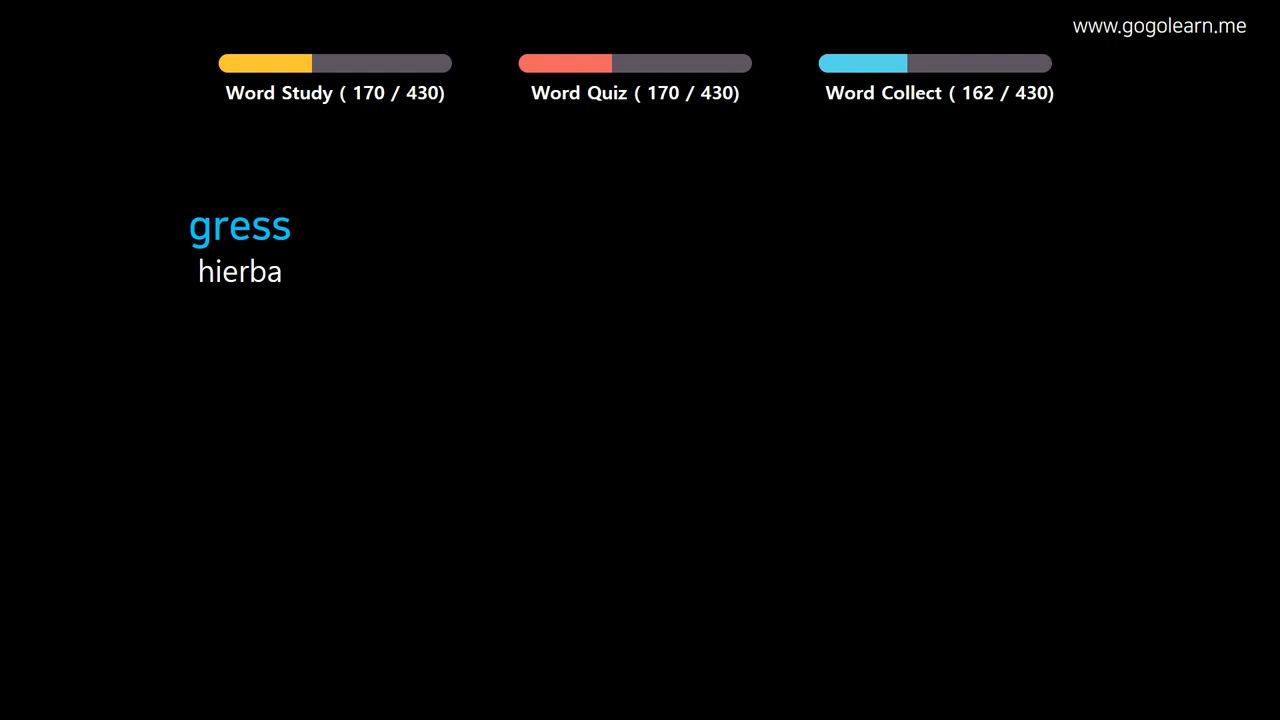 www.gogolearn.me
Word Study ( 170 / 430)
Word Quiz ( 170 / 430)
Word Collect ( 162 / 430)
gress
hierba